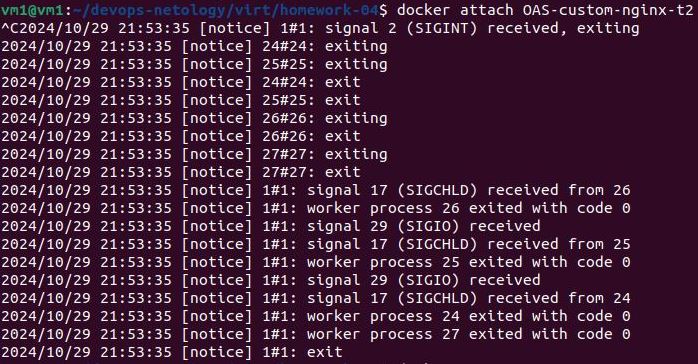 vm1@vm1:~/devops-netology/virt/homework-04$ docker attach OAS-custom-nginx-t2
^C2024/10/29 21:53:35 [notice] 1#1: signal 2 (SIGINT) received, exiting
2024/10/29 21:53:35 [notice] 24#24: exiting
2024/10/29 21:53:35 [notice] 25#25: exiting
2024/10/29 21:53:35 [notice] 24#24: exit
2024/10/29 21:53:35 [notice] 25#25: exit
2024/10/29 21:53:35 [notice] 26#26: exiting
2024/10/29 21:53:35 [notice] 26#26: exit
2024/10/29 21:53:35 [notice] 27#27: exiting
2024/10/29 21:53:35 [notice] 27#27: exit
2024/10/29 21:53:35 [notice] 1#1: signal 17 (SIGCHLD) received from 26
2024/10/29 21:53:35 [notice] 1#1: worker process 26 exited with code 0
2024/10/29 21:53:35 [notice] 1#1: signal 29 (SIGIO) received
2024/10/29 21:53:35 [notice] 1#1: signal 17 (SIGCHLD) received from 25
2024/10/29 21:53:35 [notice] 1#1: worker process 25 exited with code 0
2024/10/29 21:53:35 [notice] 1#1: signal 29 (SIGIO) received
2024/10/29 21:53:35 [notice] 1#1: signal 17 (SIGCHLD) received from 24
2024/10/29 21:53:35 [notice] 1#1: worker process 24 exited with code 0
2024/10/29 21:53:35 [notice] 1#1: worker process 27 exited with code 0
2024/10/29 21:53:35 [notice] 1#1: exit